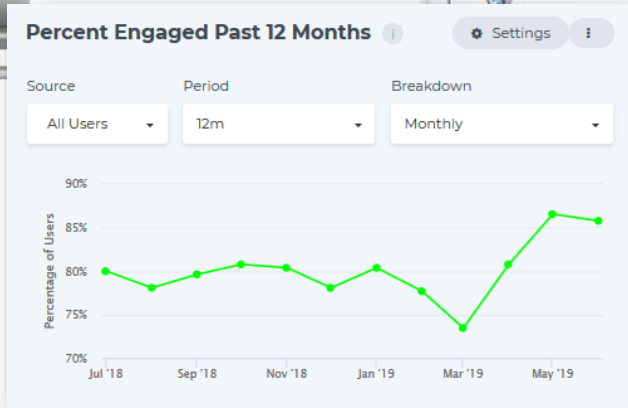 Percent Engaged Past 12 Months i Settings
Source Period Breakdown
All Users 12m Monthly
90%
85%
80%
75%
70%
Percentage of Users
Jul '18 Sep '18 Nov '18 Jan '19 Mar '19 May '19